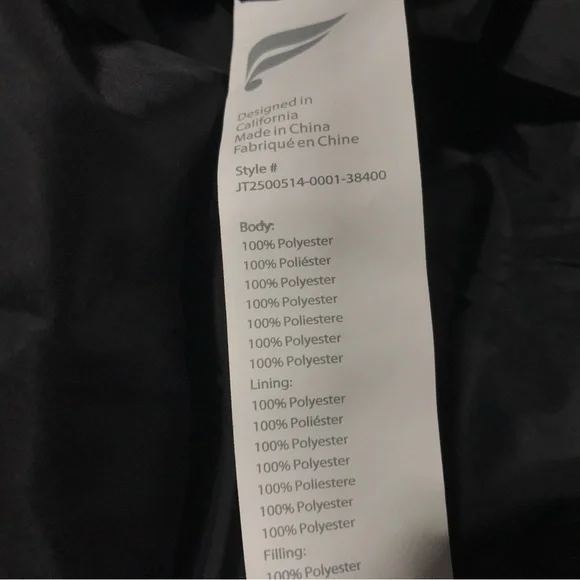 Designed in
California
Made in China
Fabriqué en Chine
Style #
JT2500514-0001-38400
Body:
100% Polyester
100% Poliéster
100% Polyester
100% Polyester
100% Poliestere
100% Polyester
100% Polyester
Lining:
100% Polyester
100% Poliéster
100% Polyester
100% Polyester
100% Poliestere
100% Polyester
100% Polyester
Filling:
100% Polyester